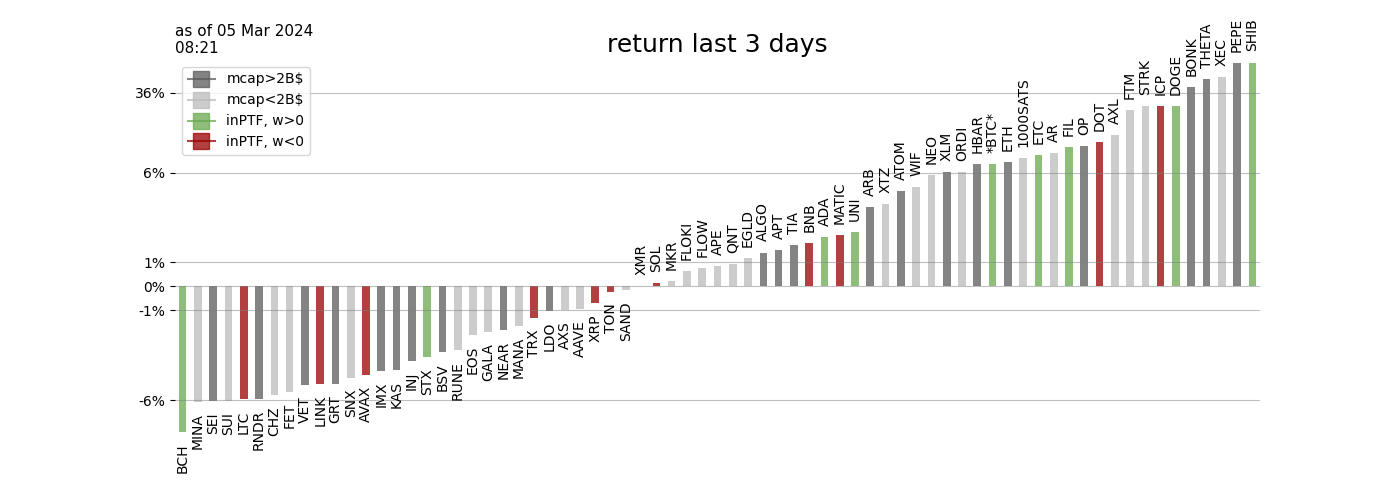 as of 05 Mar 2024
08:21
return last 3 days
mcap>2B$
mcap<2B$
inPTF, w>0
inPTF, w<0
36%
6%
1%
0%
-1%
-6%
BCH
MINA
SEI
SUI
LTC
RNDR
CHZ
FET
VET
LINK
GRT
SNX
AVAX
IMX
KAS
INJ
STX
BSV
RUNE
EOS
GALA
NEAR
MANA
TRX
LDO
AXS
AAVE
XRP
TON
SAND
XMR
SOL
MKR
FLOKI
FLOW
APE
QNT
EGLD
ALGO
APT
TIA
BNB
ADA
MATIC
UNI
ARB
XTZ
ATOM
WIF
NEO
XLM
ORDI
HBAR
*BTC*
ETH
1000SATS
ETC
AR
FIL
OP
DOT
AXL
FTM
STRK
ICP
DOGE
BONK
THETA
XEC
PEPE
SHIB